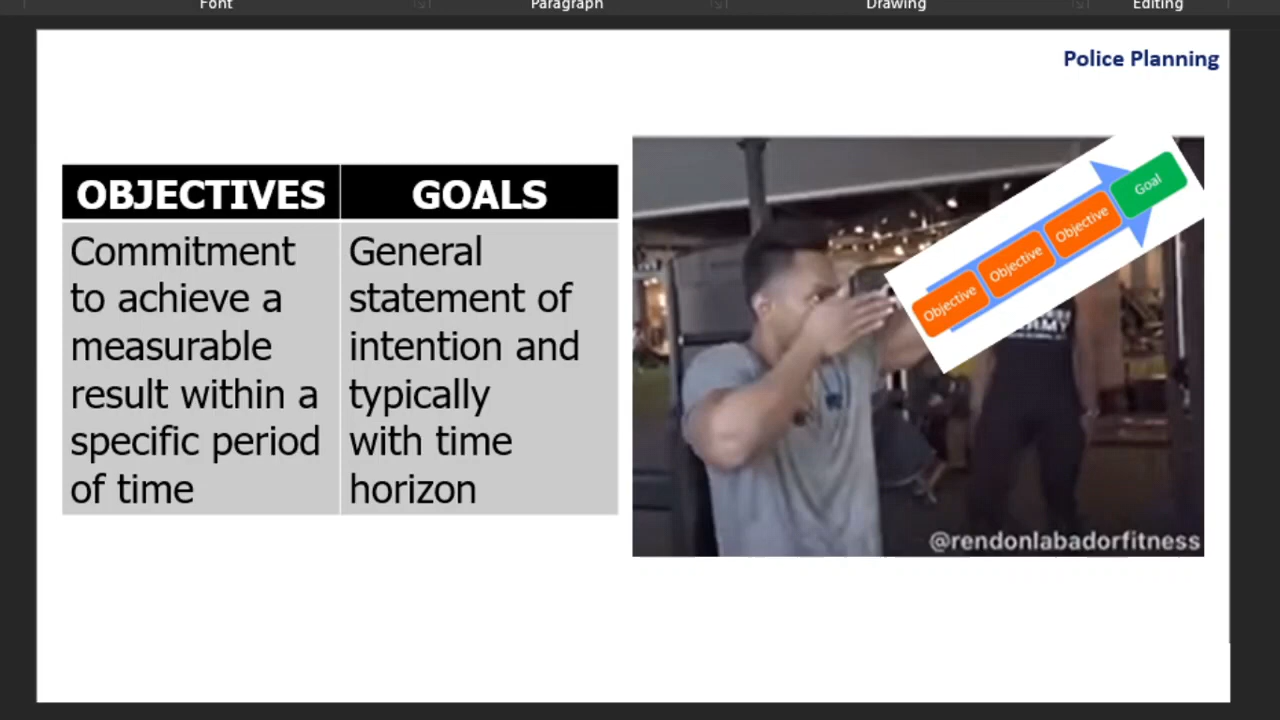 Font
Paragraph
Drawing
Editing
Police Planning
OBJECTIVES
GOALS
Commitment
to achieve a
measurable
result within a
specific period
of time
General
statement of
intention and
typically
with time
horizon
Goal
Objective
Objective
Objective
@rendonlabadorfitness